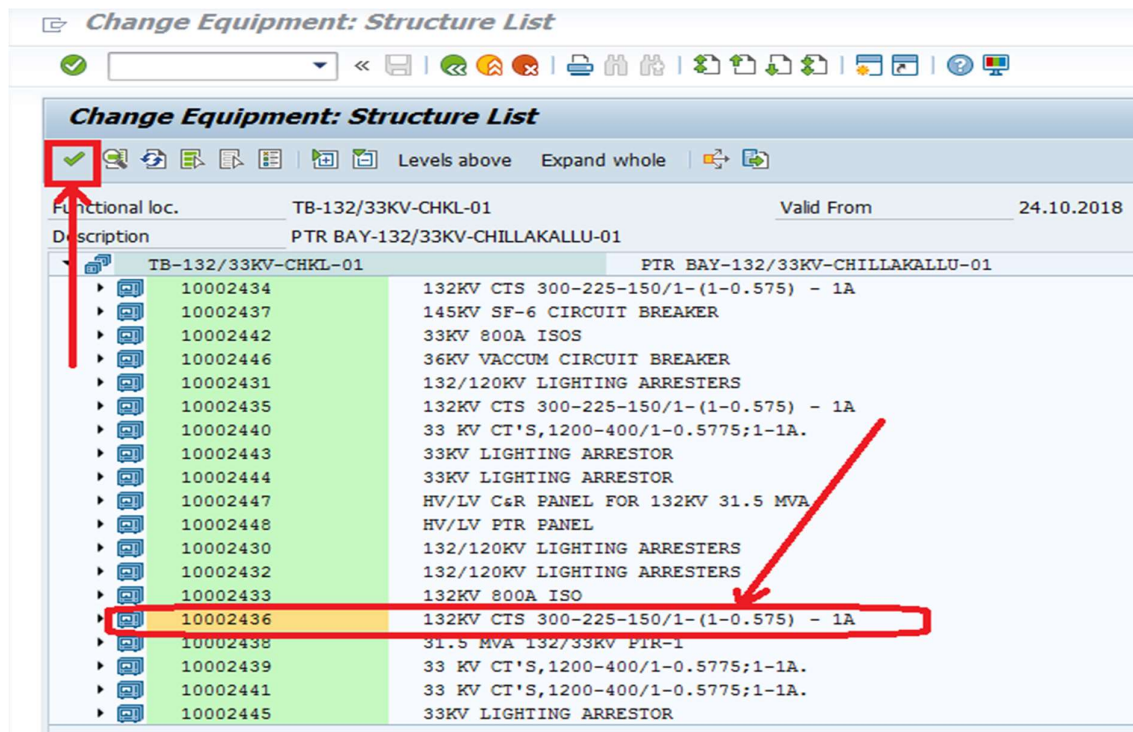 Change Equipment: Structure List
Change Equipment: Structure List
Levels above Expand whole
Functional loc. TB-132/33KV-CHKL-01 Valid From 24.10.2018
Description PTR BAY-132/33KV-CHILLAKALLU-01
TB-132/33KV-CHKL-01 PTR BAY-132/33KV-CHILLAKALLU-01
10002434 132KV CTS 300-225-150/1-(1-0.575) - 1A
10002437 145KV SF-6 CIRCUIT BREAKER
10002442 33KV 800A ISOS
10002446 36KV VACCUM CIRCUIT BREAKER
10002431 132/120KV LIGHTING ARRESTERS
10002435 132KV CTS 300-225-150/1-(1-0.575) - 1A
10002440 33 KV CT'S,1200-400/1-0.5775;1-1A.
10002443 33KV LIGHTING ARRESTOR
10002444 33KV LIGHTING ARRESTOR
10002447 HV/LV C&R PANEL FOR 132KV 31.5 MVA
10002448 HV/LV PTR PANEL
10002430 132/120KV LIGHTING ARRESTERS
10002432 132/120KV LIGHTING ARRESTERS
10002433 132KV 800A ISO
10002436 132KV CTS 300-225-150/1-(1-0.575) - 1A
10002438 31.5 MVA 132/33KV PTR-1
10002439 33 KV CT'S,1200-400/1-0.5775;1-1A.
10002441 33 KV CT'S,1200-400/1-0.5775;1-1A.
10002445 33KV LIGHTING ARRESTOR